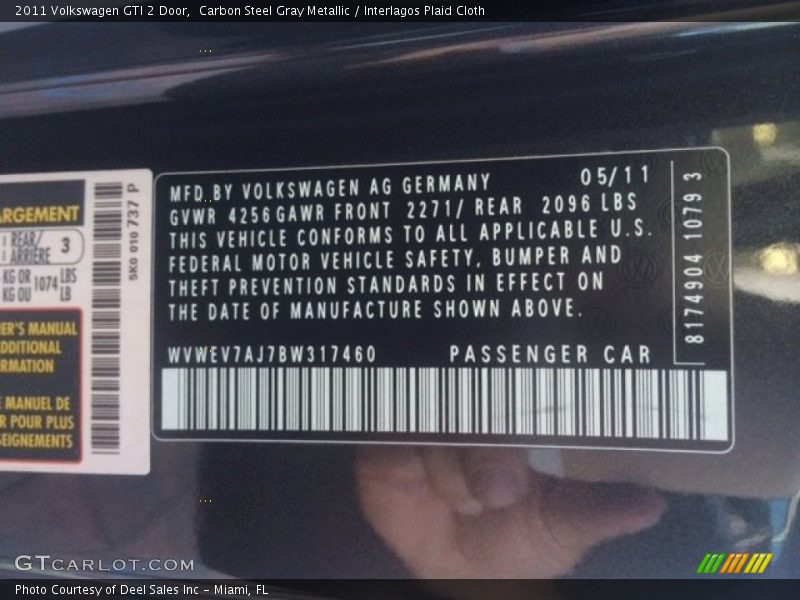 2011 Volkswagen GTI 2 Door,  Carbon Steel Gray Metallic / Interlagos Plaid Cloth
ARGEMENT
REAR/
ARRIÈRE
3
KG OR
KG OU
1074
LBS
LB
ER'S MANUAL
DDITIONAL
RMATION
E MANUEL DE
R POUR PLUS
SEIGNEMENTS
5K0 010 737 P
MFD.BY VOLKSWAGEN AG GERMANY 05/11
GVWR 4256 GAWR FRONT 2271/ REAR 2096 LBS
THIS VEHICLE CONFORMS TO ALL APPLICABLE U.S.
FEDERAL MOTOR VEHICLE SAFETY, BUMPER AND
THEFT PREVENTION STANDARDS IN EFFECT ON
THE DATE OF MANUFACTURE SHOWN ABOVE.
WVWEV7AJ7BW317460 PASSENGER CAR
8174904 1079 3
GTCARLOT.COM
Photo Courtesy of Deel Sales Inc - Miami, FL